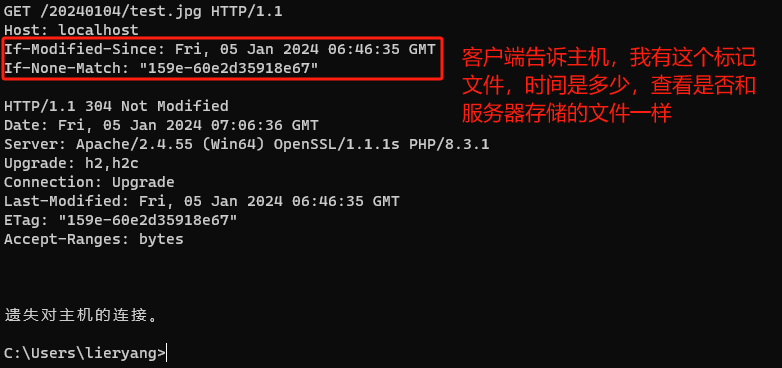 GET /20240104/test.jpg HTTP/1.1
Host: localhost
If-Modified-Since: Fri, 05 Jan 2024 06:46:35 GMT
If-None-Match: "159e-60e2d35918e67"
客户端告诉主机，我有这个标记
文件，时间是多少，查看是否和
服务器存储的文件一样
HTTP/1.1 304 Not Modified
Date: Fri, 05 Jan 2024 07:06:36 GMT
Server: Apache/2.4.55 (Win64) OpenSSL/1.1.1s PHP/8.3.1
Upgrade: h2,h2c
Connection: Upgrade
Last-Modified: Fri, 05 Jan 2024 06:46:35 GMT
ETag: "159e-60e2d35918e67"
Accept-Ranges: bytes
遗失对主机的连接。
C:\Users\lieryang>